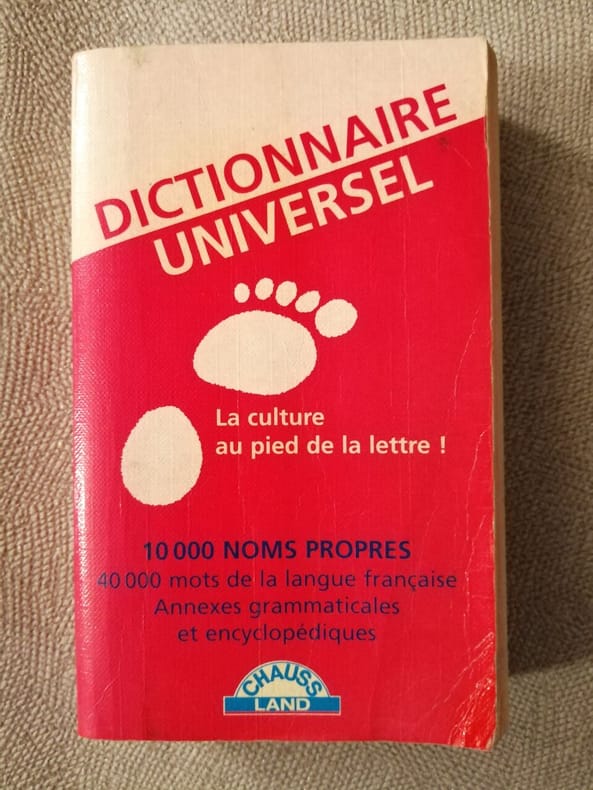 DICTIONNAIRE
UNIVERSEL
La culture
au pied de la lettre !
10 000 NOMS PROPRES
40 000 mots de la langue française
Annexes grammaticales
et encyclopédiques
CHAUSS
LAND